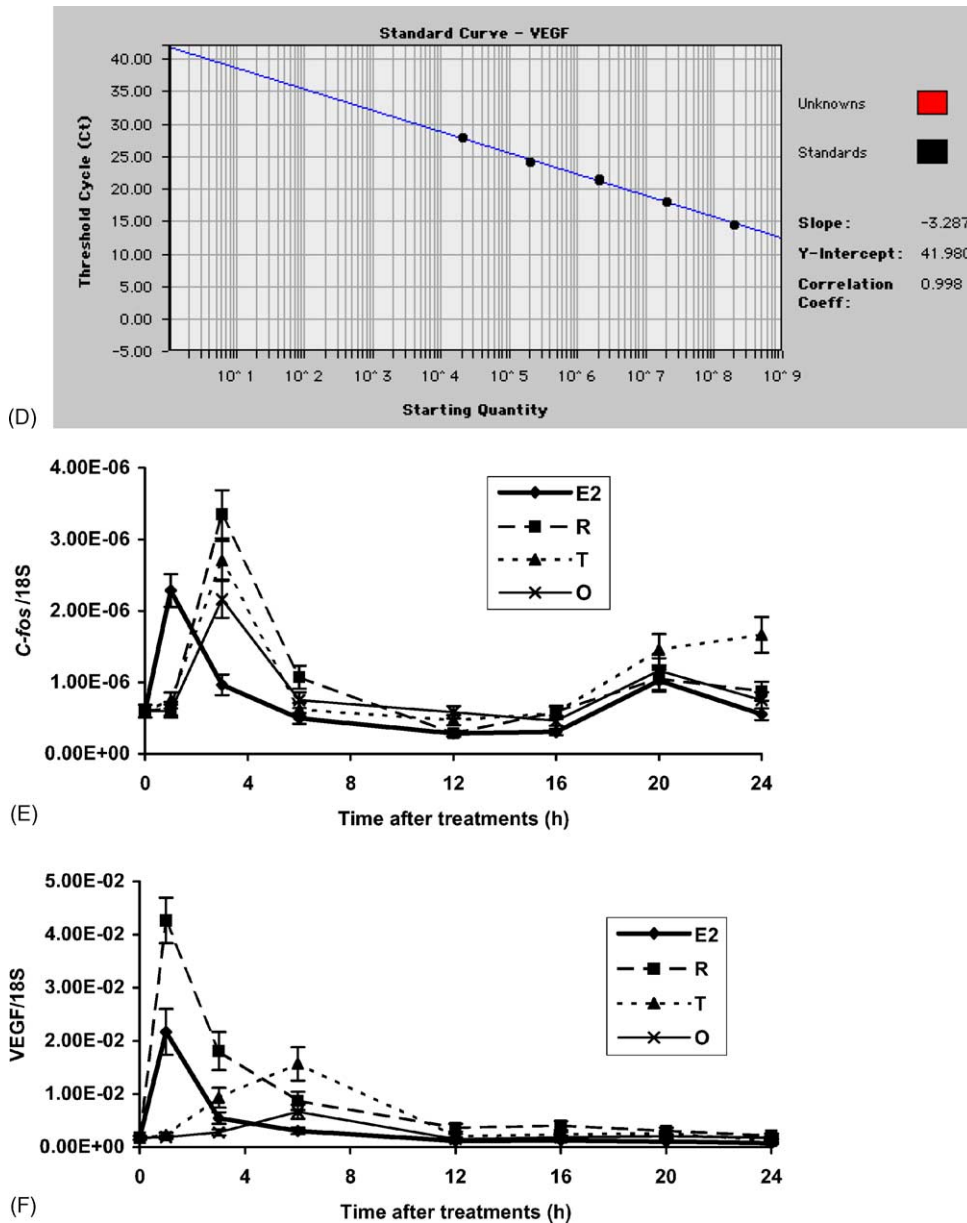 Standard Curve - VEGF
40.00
35.00
30.00
25.00
20.00
15.00
10.00
5.00
0.00
-5.00
Threshold Cycle (Ct)
10^1 10^2 10^3 10^4 10^5 10^6 10^7 10^8 10^9
Starting Quantity
Unknowns
Standards
Slope: -3.287
Y-Intercept: 41.980
Correlation Coeff: 0.998
(D)
4.00E-06
3.00E-06
2.00E-06
1.00E-06
0.00E+00
C-fos/18S
E2
R
T
O
0 4 8 12 16 20 24
Time after treatments (h)
(E)
5.00E-02
4.00E-02
3.00E-02
2.00E-02
1.00E-02
0.00E+00
VEGF/18S
E2
R
T
O
0 4 8 12 16 20 24
Time after treatments (h)
(F)